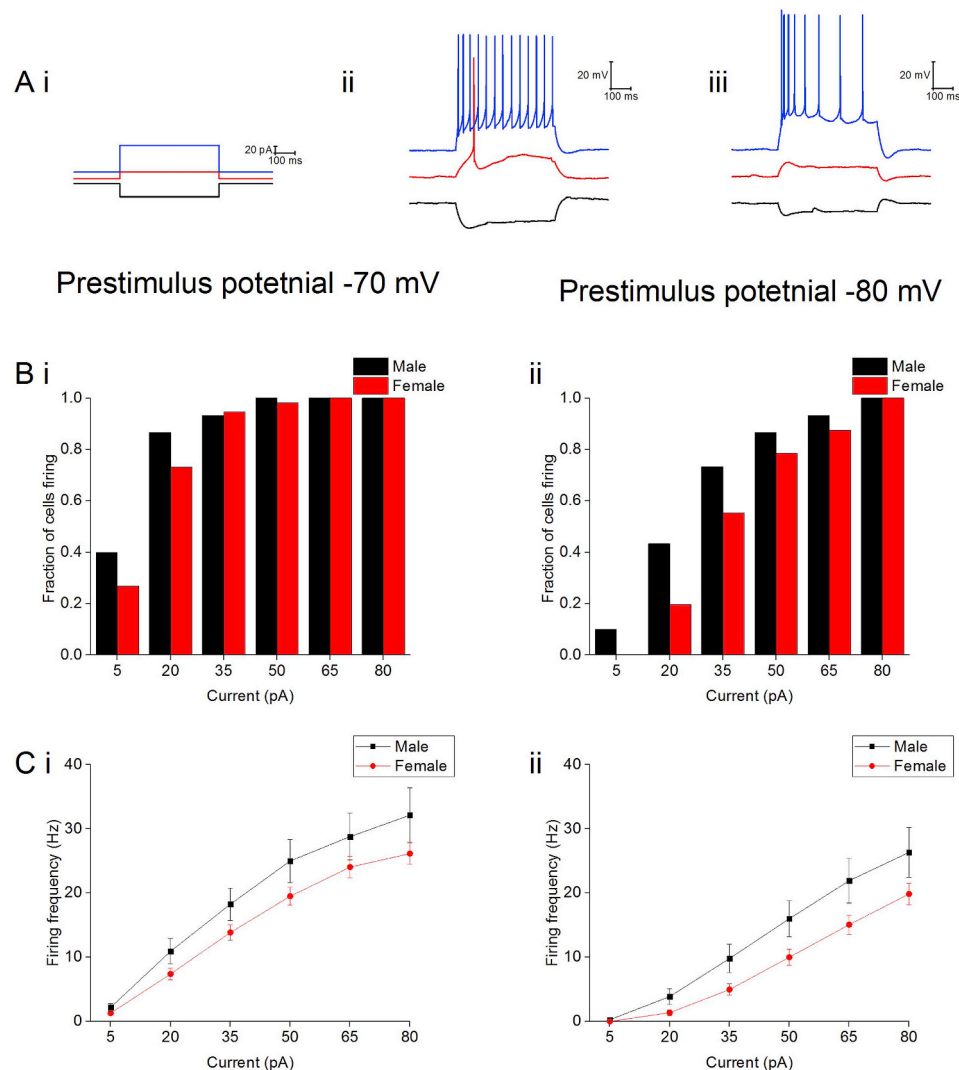 A i
ii
iii
20 pA
100 ms
20 mV
100 ms
20 mV
100 ms
Prestimulus potetnial -70 mV
Prestimulus potetnial -80 mV
B i
Male
Female
1.0
0.8
0.6
0.4
0.2
0.0
Fraction of cells firing
5 20 35 50 65 80
Current (pA)
ii
Male
Female
1.0
0.8
0.6
0.4
0.2
0.0
Fraction of cells firing
5 20 35 50 65 80
Current (pA)
C i
Male
Female
40
30
20
10
0
Firing frequency (Hz)
5 20 35 50 65 80
Current (pA)
ii
Male
Female
40
30
20
10
0
Firing frequency (Hz)
5 20 35 50 65 80
Current (pA)